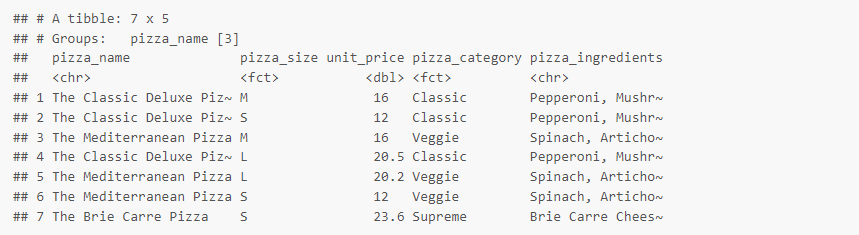 ## # A tibble: 7 x 5
## # Groups:   pizza_name [3]
##   pizza_name             pizza_size unit_price pizza_category pizza_ingredients
##   <chr>                  <fct>           <dbl> <fct>          <chr>
## 1 The Classic Deluxe Piz~ M                16   Classic        Pepperoni, Mushr~
## 2 The Classic Deluxe Piz~ S                12   Classic        Pepperoni, Mushr~
## 3 The Mediterranean Pizza M                16   Veggie         Spinach, Articho~
## 4 The Classic Deluxe Piz~ L                20.5 Classic        Pepperoni, Mushr~
## 5 The Mediterranean Pizza L                20.2 Veggie         Spinach, Articho~
## 6 The Mediterranean Pizza S                12   Veggie         Spinach, Articho~
## 7 The Brie Carre Pizza    S                23.6 Supreme        Brie Carre Chees~